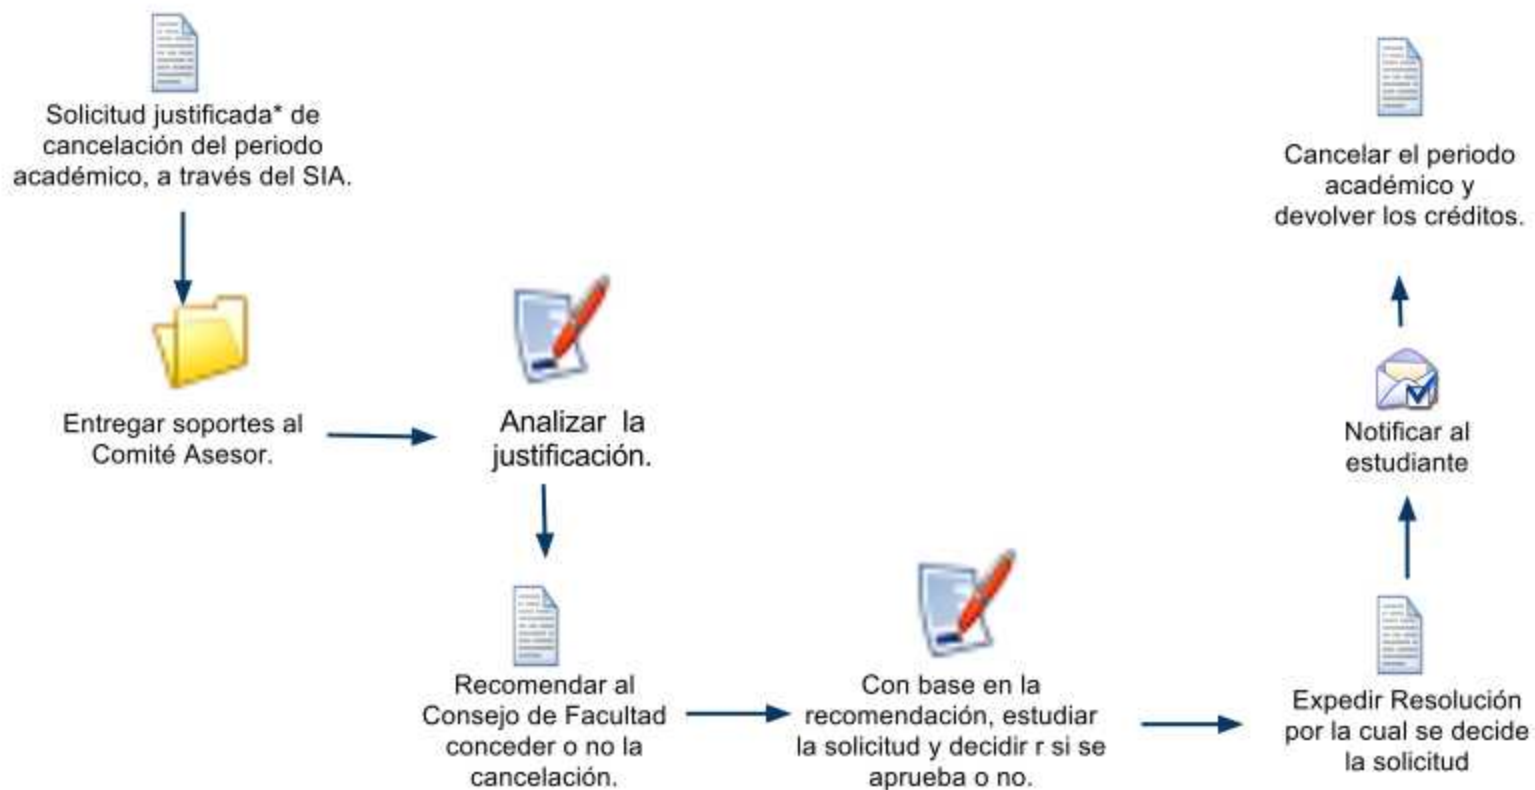 Solicitud justificada* de
cancelación del periodo
académico, a través del SIA.
Entregar soportes al
Comité Asesor.
Analizar la
justificación.
Recomendar al
Consejo de Facultad
conceder o no la
cancelación.
Con base en la
recomendación, estudiar
la solicitud y decidir r si se
aprueba o no.
Expedir Resolución
por la cual se decide
la solicitud
Notificar al
estudiante
Cancelar el periodo
académico y
devolver los créditos.